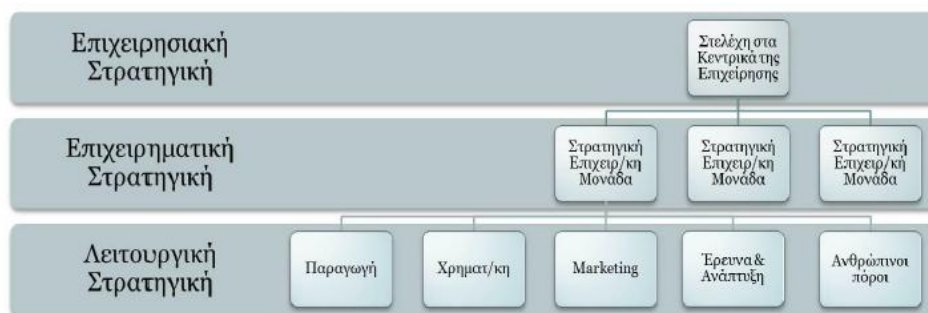 Επιχειρησιακή
Στρατηγική
Στελέχη στα
Κεντρικά της
Επιχείρησης
Επιχειρηματική
Στρατηγική
Στρατηγική
Επιχειρ/κη
Μονάδα
Στρατηγική
Επιχειρ/κη
Μονάδα
Στρατηγική
Επιχειρ/κή
Μονάδα
Λειτουργική
Στρατηγική
Παραγωγή
Χρηματ/κη
Marketing
Έρευνα &
Ανάπτυξη
Ανθρώπινοι
πόροι